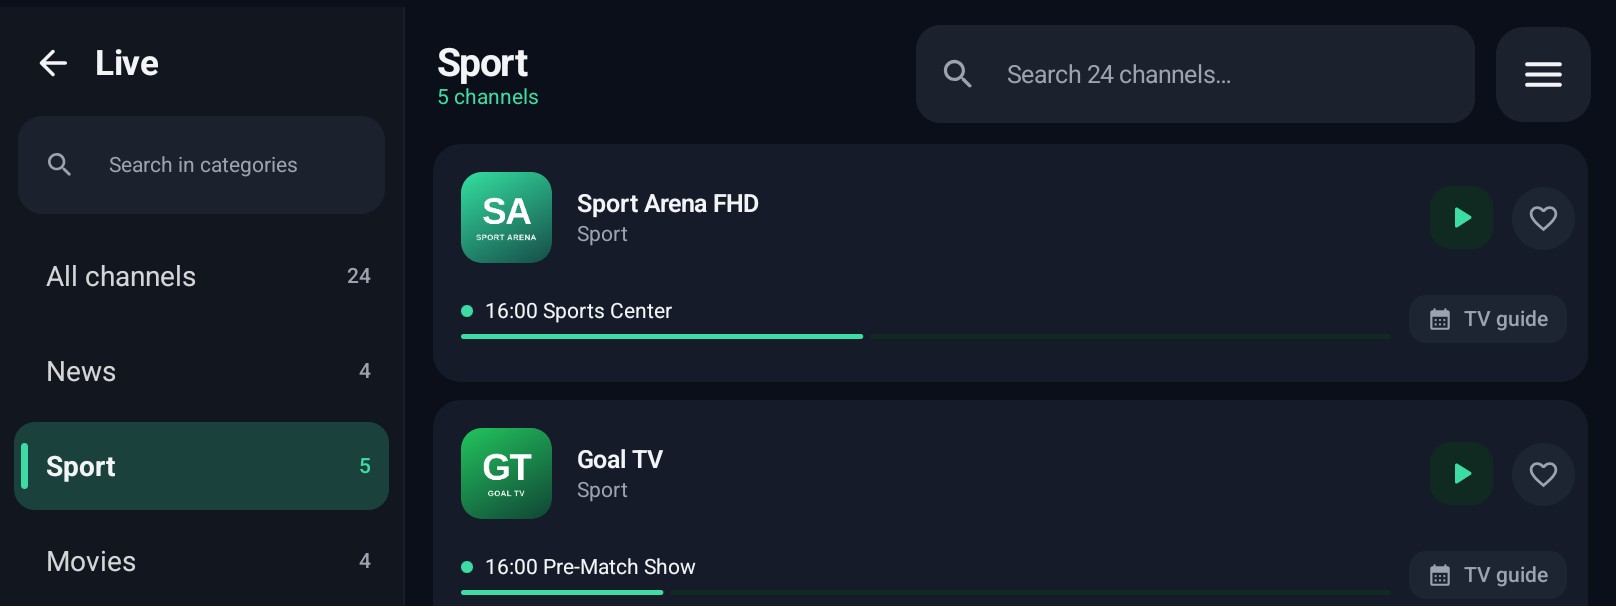 Live
Search in categories
All channels 24
News 4
Sport 5
Movies 4
Sport
5 channels
Search 24 channels...
SA
SPORT ARENA
Sport Arena FHD
Sport
16:00 Sports Center
TV guide
GT
GOAL TV
Goal TV
Sport
16:00 Pre-Match Show
TV guide